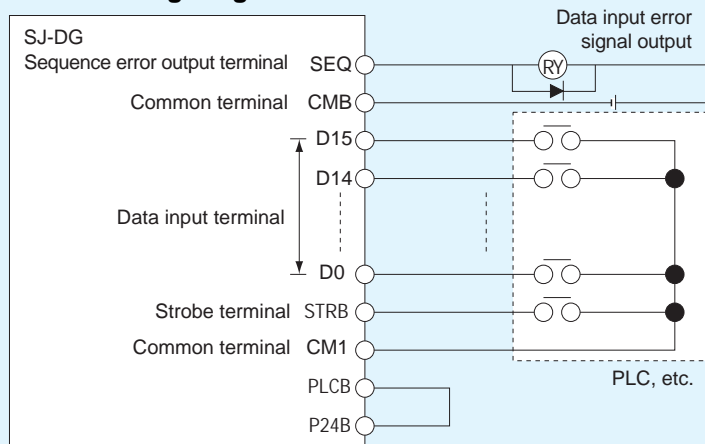 Data input error
signal output
SJ-DG
Sequence error output terminal SEQ
RY
Common terminal CMB
D15
D14
Data input terminal
D0
Strobe terminal STRB
Common terminal CM1
PLC, etc.
PLCB
P24B